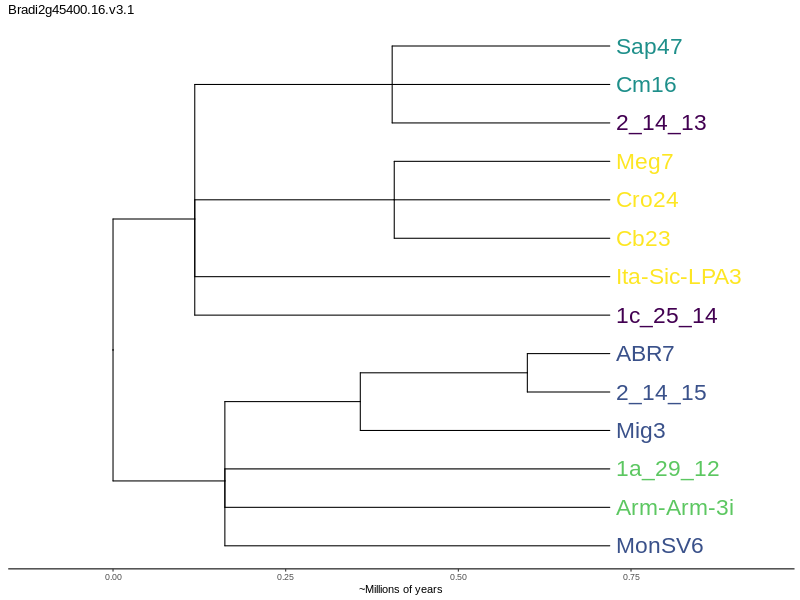 Bradi2g45400.16.v3.1
Sap47
Cm16
2_14_13
Meg7
Cro24
Cb23
Ita-Sic-LPA3
1c_25_14
ABR7
2_14_15
Mig3
1a_29_12
Arm-Arm-3i
MonSV6
0.00 0.25 0.50 0.75
~Millions of years